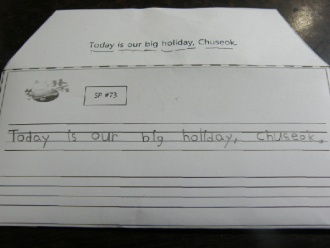 Today is our big holiday, Chuseok.
SP #73
Today is our big holiday, Chuseok.